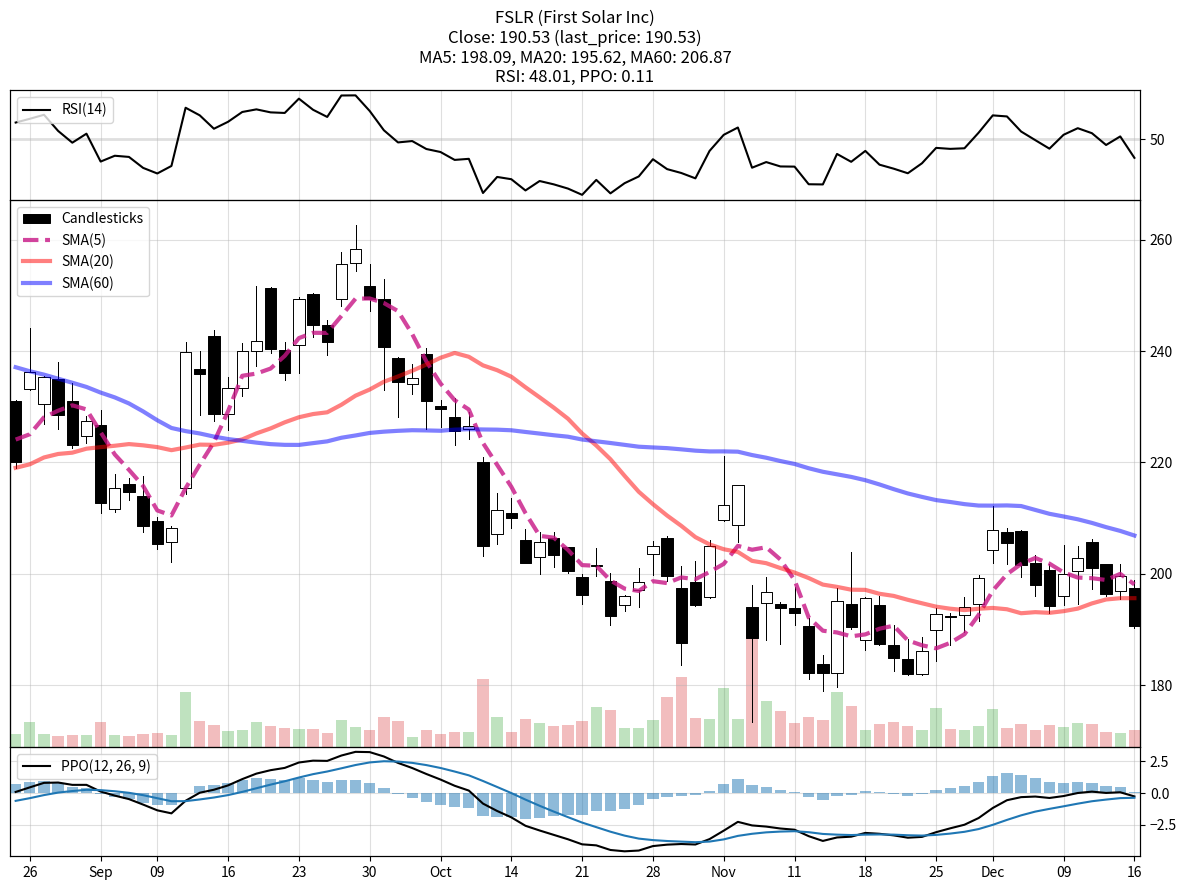 FSLR (First Solar Inc)
Close: 190.53 (last_price: 190.53)
MA5: 198.09, MA20: 195.62, MA60: 206.87
RSI: 48.01, PPO: 0.11
RSI(14)
50
Candlesticks
SMA(5)
SMA(20)
SMA(60)
260
240
220
200
180
PPO(12, 26, 9)
2.5
0.0
−2.5
26 Sep 09 16 23 30 Oct 14 21 28 Nov 11 18 25 Dec 09 16